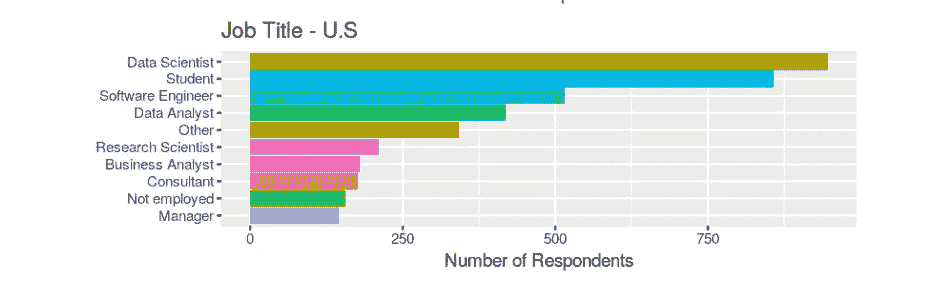 Job Title - U.S
Data Scientist
Student
Software Engineer
Data Analyst
Other
Research Scientist
Business Analyst
Consultant
Not employed
Manager
0 250 500 750
Number of Respondents